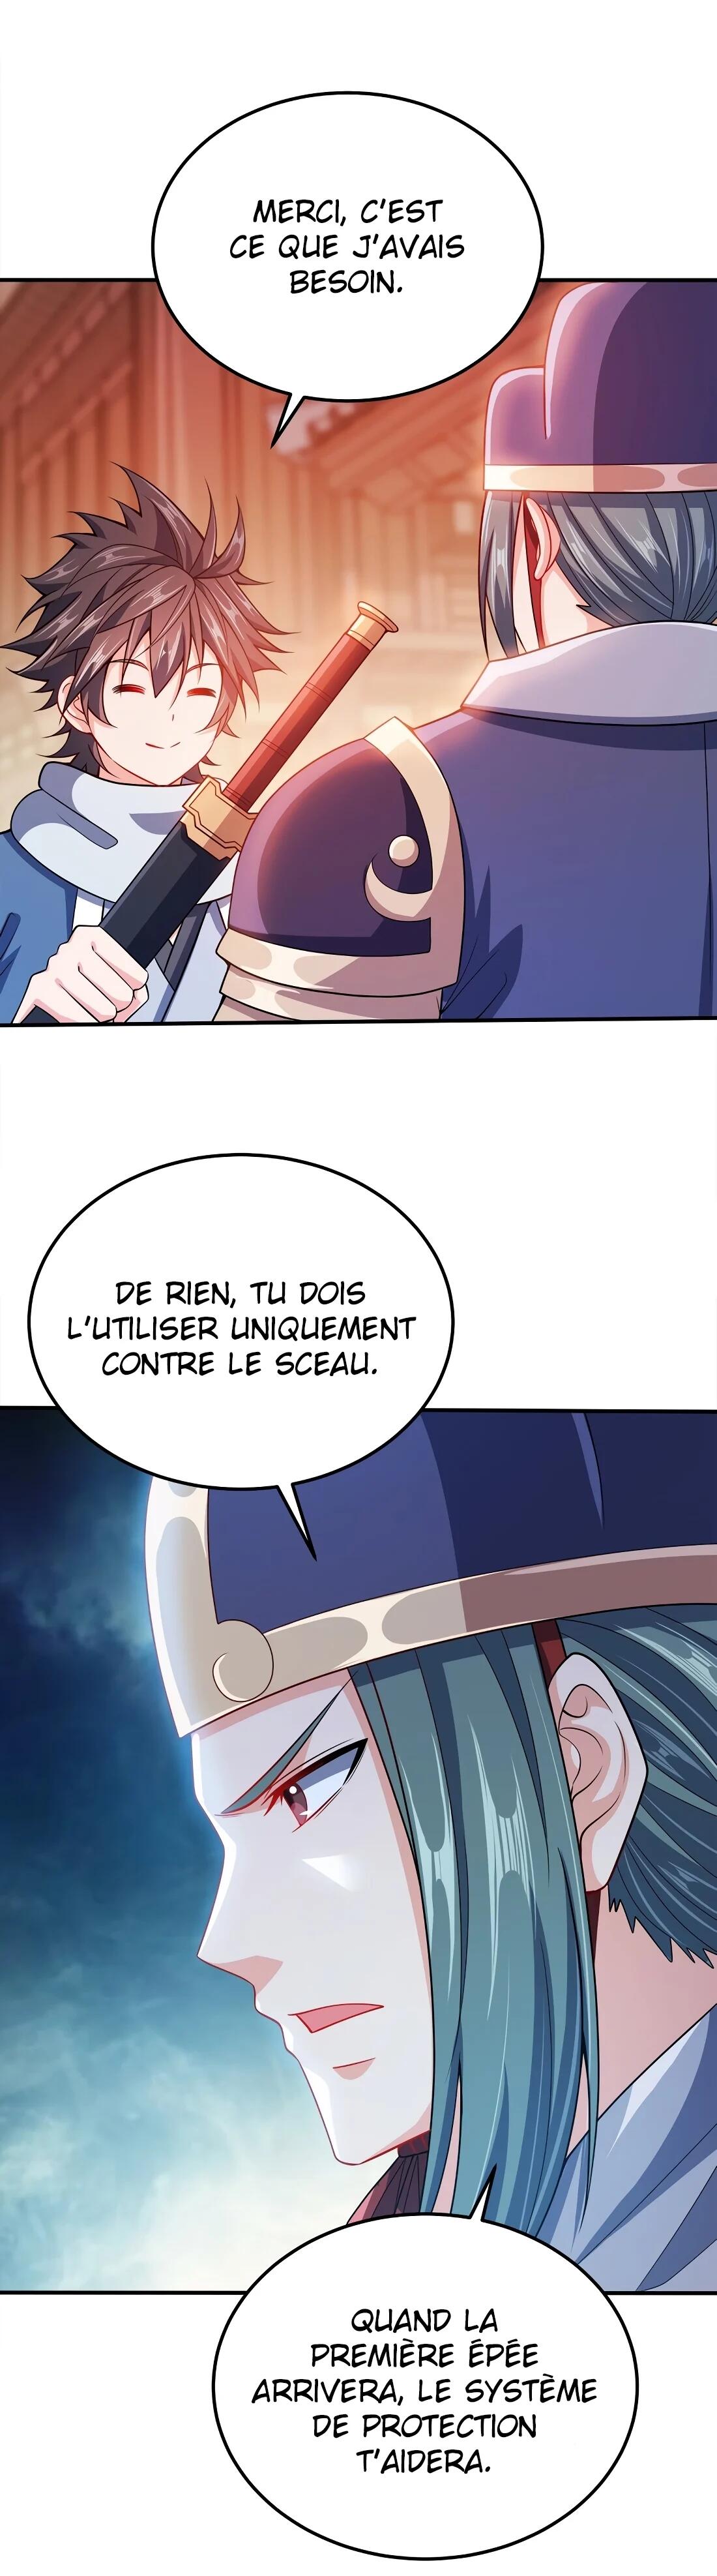 MERCI, C'EST
CE QUE J'AVAIS
BESOIN.
DE RIEN, TU DOIS
L'UTILISER UNIQUEMENT
CONTRE LE SCEAU.
QUAND LA
PREMIÈRE ÉPÉE
ARRIVERA, LE SYSTÈME
DE PROTECTION
T'AIDERA.